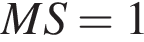 MS = 1